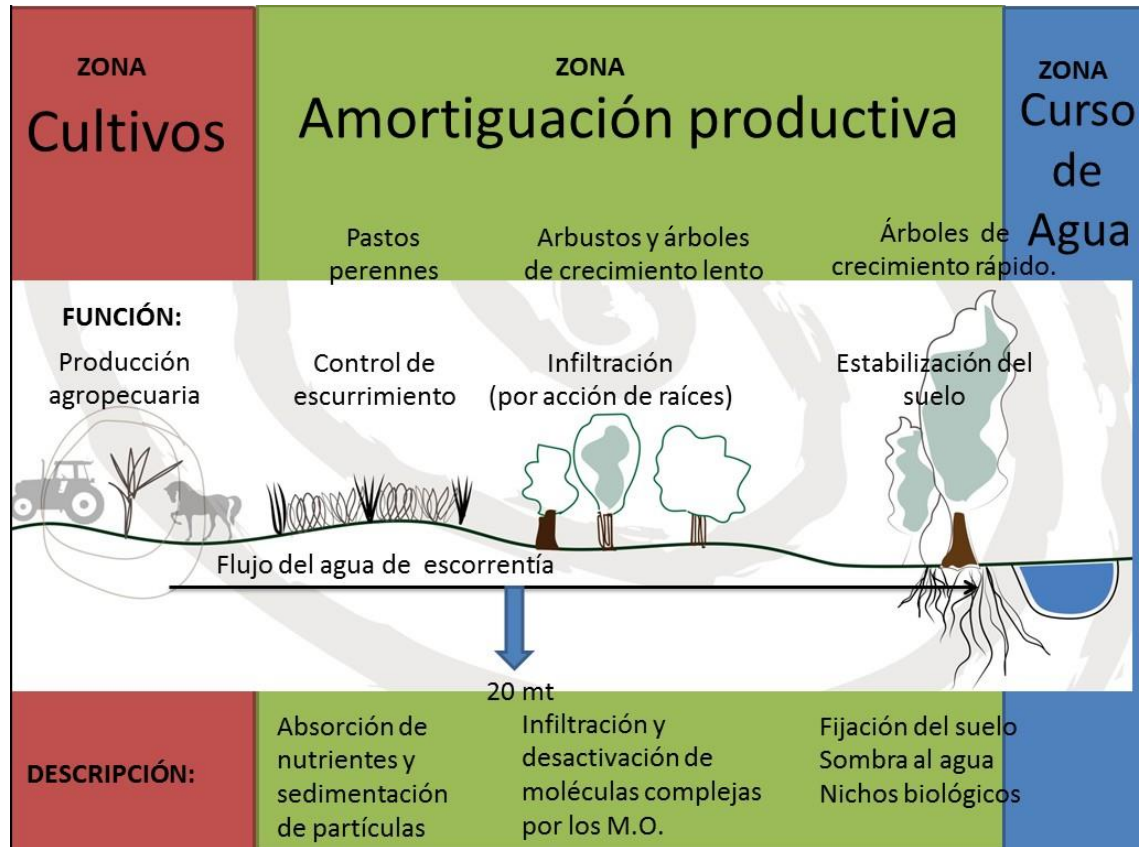 ZONA
Cultivos
ZONA
Amortiguación productiva
ZONA
Curso
de
Agua
Pastos
perennes
Arbustos y árboles
de crecimiento lento
Árboles de
crecimiento rápido.
FUNCIÓN:
Producción
agropecuaria
Control de
escurrimiento
Infiltración
(por acción de raíces)
Estabilización del
suelo
Flujo del agua de escorrentía
20 mt
DESCRIPCIÓN:
Absorción de
nutrientes y
sedimentación
de partículas
Infiltración y
desactivación de
moléculas complejas
por los M.O.
Fijación del suelo
Sombra al agua
Nichos biológicos